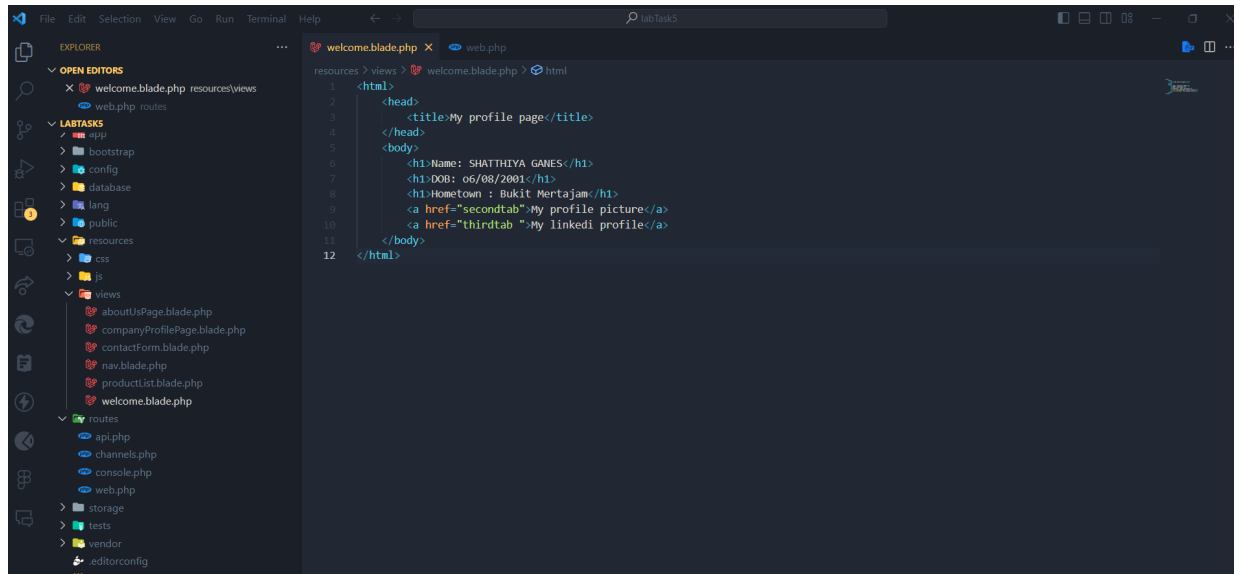 File Edit Selection View Go Run Terminal Help
labTask5
EXPLORER
OPEN EDITORS
welcome.blade.php resources\views
web.php routes
LABTASK5
app
bootstrap
config
database
lang
public
resources
css
js
views
aboutUsPage.blade.php
companyProfilePage.blade.php
contactForm.blade.php
nav.blade.php
productList.blade.php
welcome.blade.php
routes
api.php
channels.php
console.php
web.php
storage
tests
vendor
.editorconfig
3
welcome.blade.php web.php
resources > views > welcome.blade.php > html
1 <html>
2 <head>
3 <title>My profile page</title>
4 </head>
5 <body>
6 <h1>Name: SHATTHIYA GANES</h1>
7 <h1>DOB: o6/08/2001</h1>
8 <h1>Hometown : Bukit Mertajam</h1>
9 <a href="secondtab">My profile picture</a>
10 <a href="thirdtab ">My linkedi profile</a>
11 </body>
12 </html>